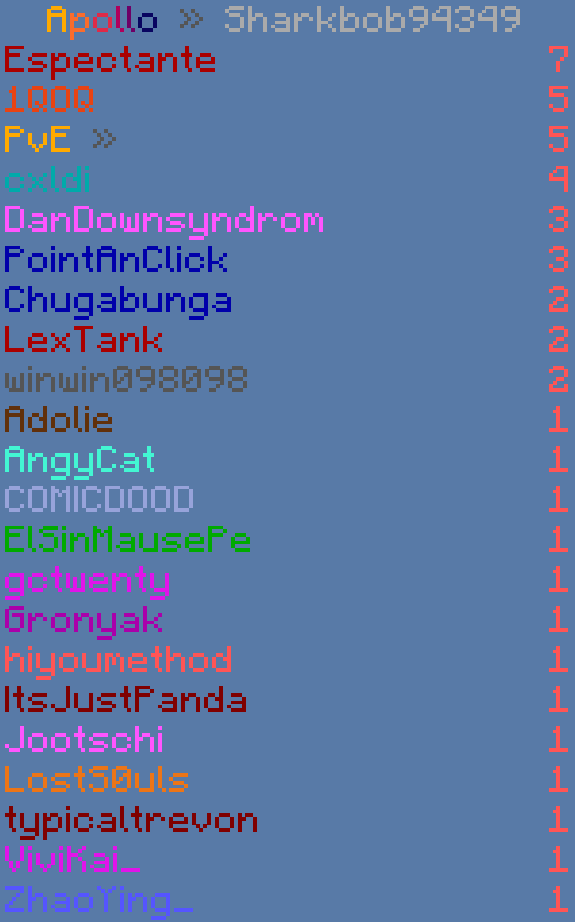 Apollo » Sharkbob94349
Espectante 7
1Q0Q 5
PvE » 5
oxldi 4
DanDownsyndrom 3
PointAnClick 3
Chugabunga 2
LexTank 2
winwin098098 2
Adolie 1
AngyCat 1
COMICDOOD 1
ElSinMausePe 1
gotwenty 1
Gronyak 1
hiyoumethod 1
ItsJustPanda 1
Jootschi 1
LostS0uls 1
typicaltrevon 1
ViviKai_ 1
ZhaoYing_ 1